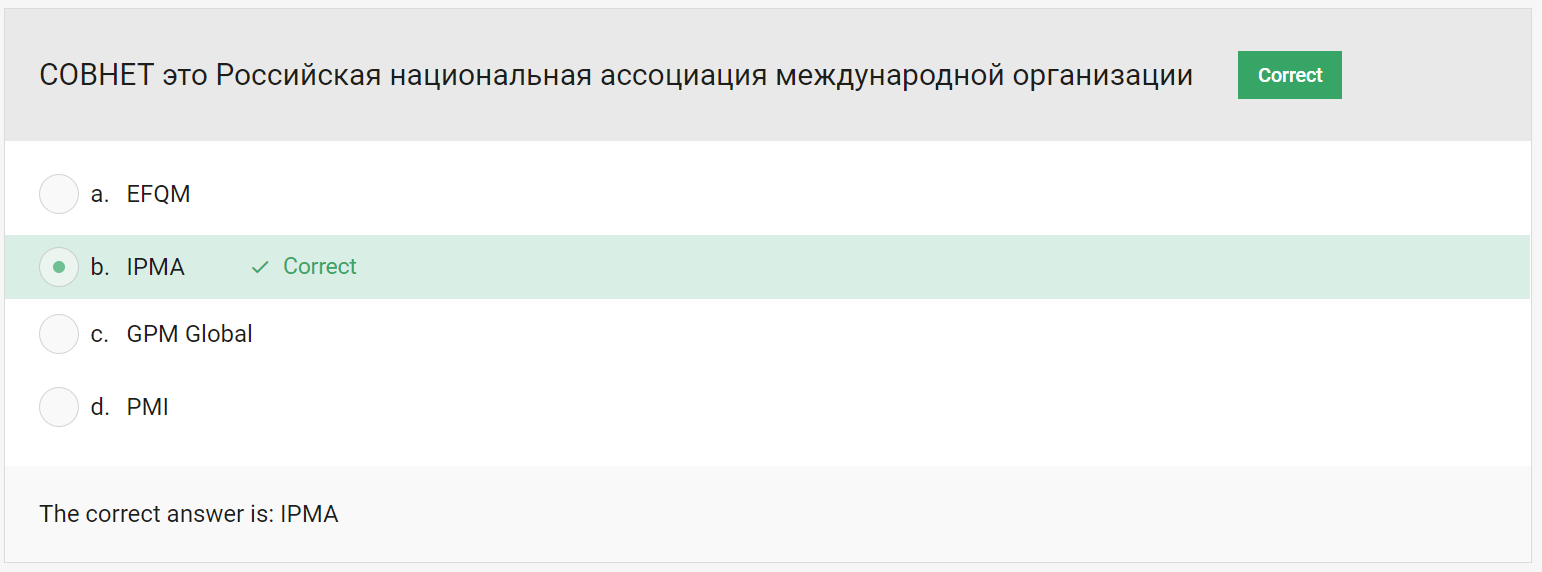 СОВНЕТ это Российская национальная ассоциация международной организации Correct
a. EFQM
b. IPMA Correct
c. GPM Global
d. PMI
The correct answer is: IPMA